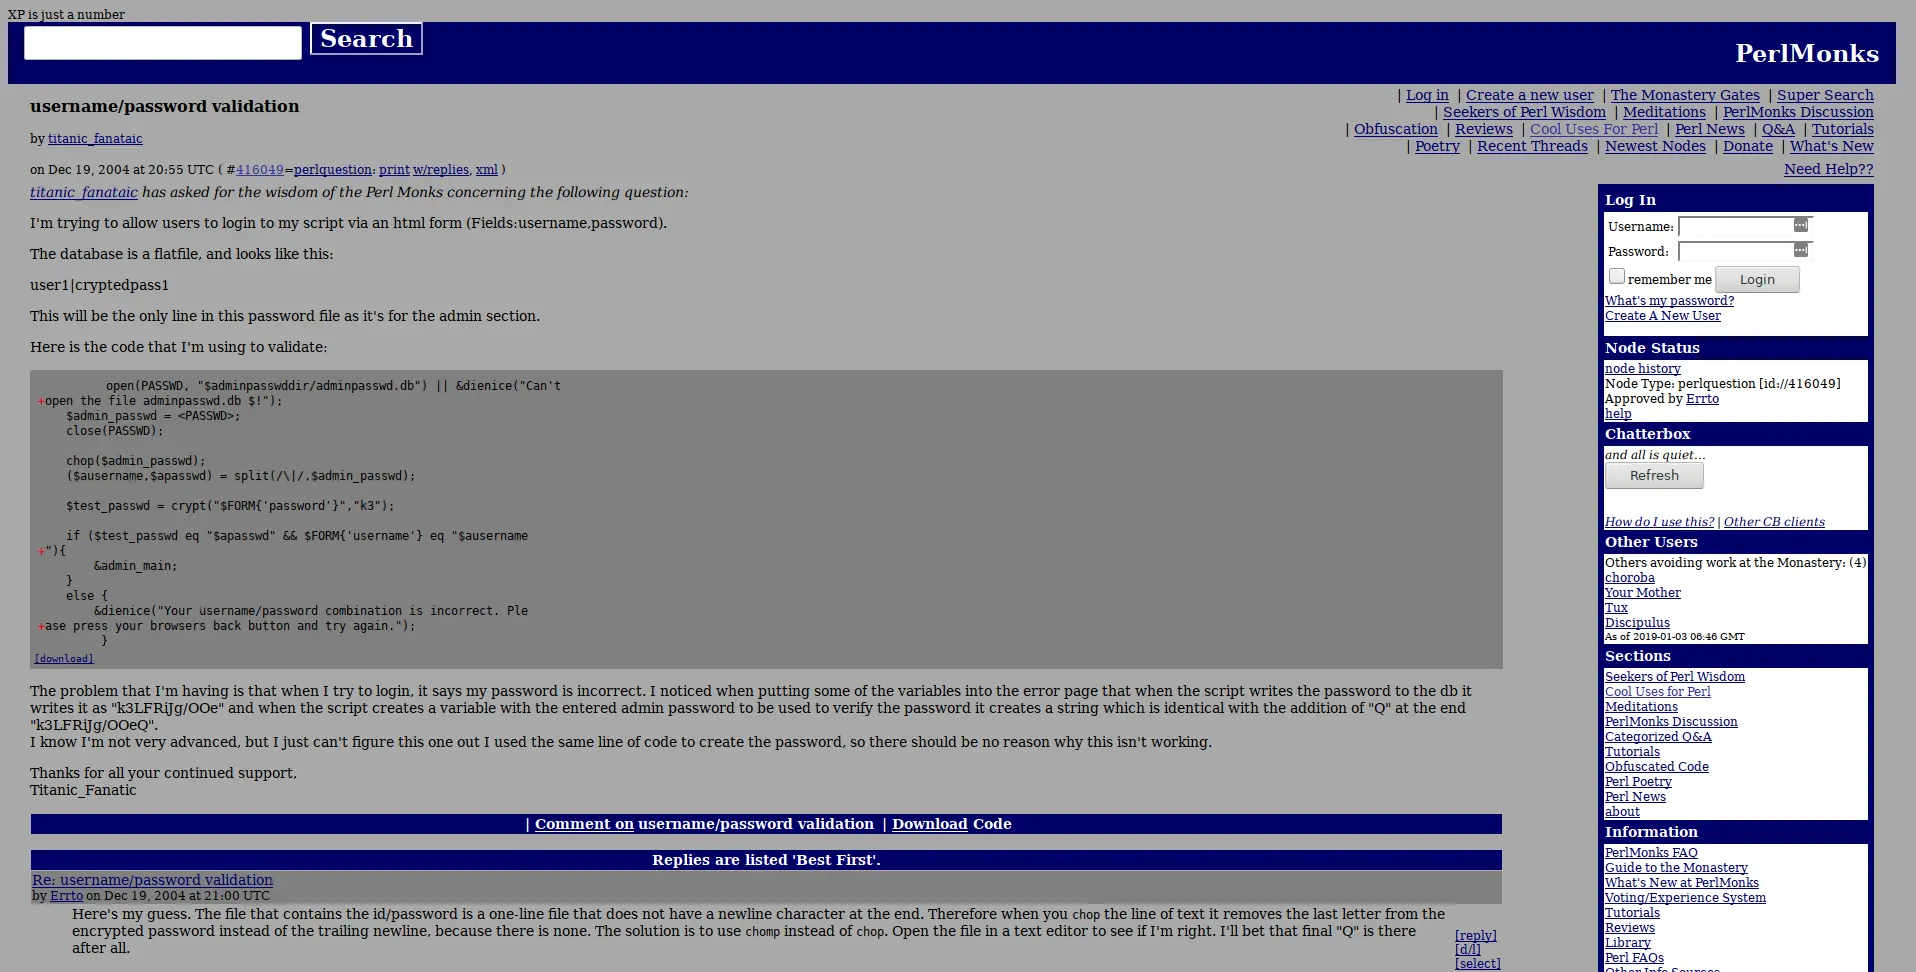 XP is just a number
Search
PerlMonks
username/password validation
| Log in | Create a new user | The Monastery Gates | Super Search
| Seekers of Perl Wisdom | Meditations | PerlMonks Discussion
| Obfuscation | Reviews | Cool Uses For Perl | Perl News | Q&A | Tutorials
| Poetry | Recent Threads | Newest Nodes | Donate | What's New
by titanic_fanataic
on Dec 19, 2004 at 20:55 UTC ( #416049=perlquestion: print w/replies, xml )
Need Help??
titanic_fanataic has asked for the wisdom of the Perl Monks concerning the following question:
I'm trying to allow users to login to my script via an html form (Fields:username,password).
The database is a flatfile, and looks like this:
user1|cryptedpass1
This will be the only line in this password file as it's for the admin section.
Here is the code that I'm using to validate:
open(PASSWD, "$adminpasswddir/adminpasswd.db") || &dienice("Can't
+open the file adminpasswd.db $!");
$admin_passwd = <PASSWD>;
close(PASSWD);
chop($admin_passwd);
($ausername,$apasswd) = split(/\|/,$admin_passwd);
$test_passwd = crypt("$FORM{'password'}","k3");
if ($test_passwd eq "$apasswd" && $FORM{'username'} eq "$ausername
+"){
&admin_main;
}
else {
&dienice("Your username/password combination is incorrect. Ple
+ase press your browsers back button and try again.");
}
[download]
The problem that I'm having is that when I try to login, it says my password is incorrect. I noticed when putting some of the variables into the error page that when the script writes the password to the db it
writes it as "k3LFRiJg/OOe" and when the script creates a variable with the entered admin password to be used to verify the password it creates a string which is identical with the addition of "Q" at the end
"k3LFRiJg/OOeQ".
I know I'm not very advanced, but I just can't figure this one out I used the same line of code to create the password, so there should be no reason why this isn't working.
Thanks for all your continued support,
Titanic_Fanatic
| Comment on username/password validation | Download Code
Replies are listed 'Best First'.
Re: username/password validation
by Errto on Dec 19, 2004 at 21:00 UTC
Here's my guess. The file that contains the id/password is a one-line file that does not have a newline character at the end. Therefore when you chop the line of text it removes the last letter from the
encrypted password instead of the trailing newline, because there is none. The solution is to use chomp instead of chop. Open the file in a text editor to see if I'm right. I'll bet that final "Q" is there
after all.
[reply]
[d/l]
[select]
Log In
Username:
Password:
remember me Login
What's my password?
Create A New User
Node Status
node history
Node Type: perlquestion [id://416049]
Approved by Errto
help
Chatterbox
and all is quiet...
Refresh
How do I use this? | Other CB clients
Other Users
Others avoiding work at the Monastery: (4)
choroba
Your Mother
Tux
Discipulus
As of 2019-01-03 06:46 GMT
Sections
Seekers of Perl Wisdom
Cool Uses for Perl
Meditations
PerlMonks Discussion
Categorized Q&A
Tutorials
Obfuscated Code
Perl Poetry
Perl News
about
Information
PerlMonks FAQ
Guide to the Monastery
What's New at PerlMonks
Voting/Experience System
Tutorials
Reviews
Library
Perl FAQs
Other Info Sources